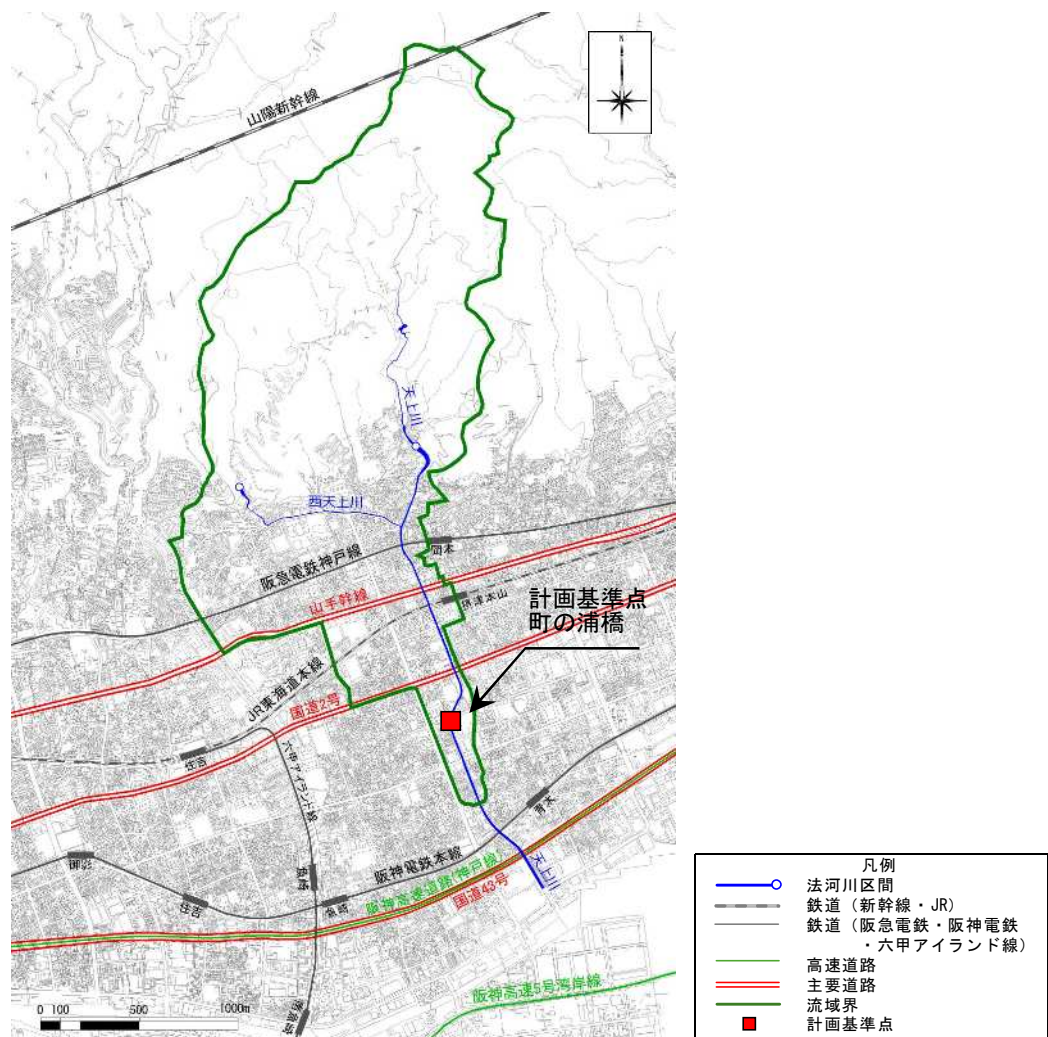 N
山陽新幹線
天上川
西天上川
岡本
阪急電鉄神戸線
山手幹線
摂津本山
計画基準点
町の浦橋
JR東海道本線
国道2号
住吉
六甲アイランド線
青木
御影
魚崎
阪神電鉄本線
天上川
住吉
魚崎
阪神高速道路(神戸線)
国道43号
阪神高速5号湾岸線
0 100 500 1000m
凡例
法河川区間
鉄道（新幹線・JR）
鉄道（阪急電鉄・阪神電鉄
・六甲アイランド線）
高速道路
主要道路
流域界
計画基準点